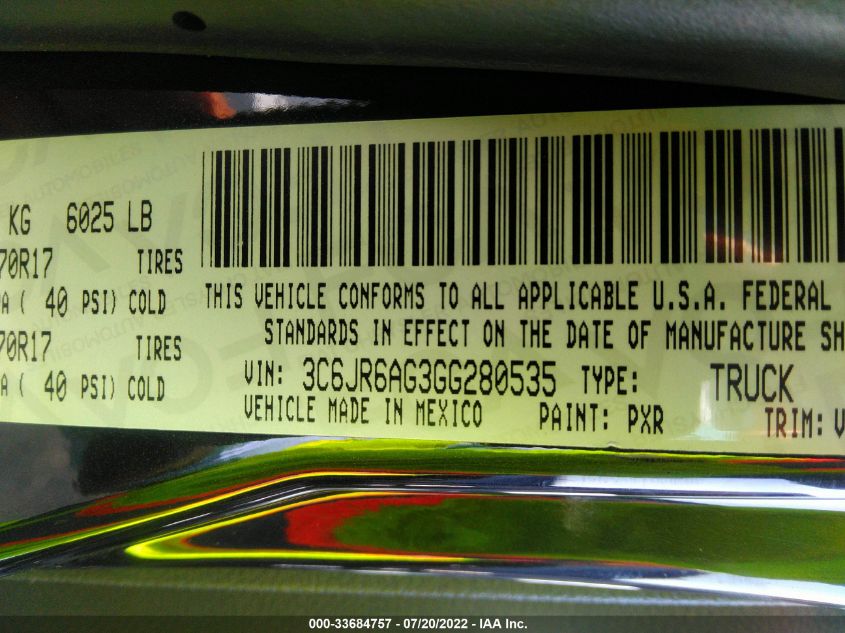 KG 6025 LB
70R17 TIRES
A ( 40 PSI) COLD
70R17 TIRES
A ( 40 PSI) COLD
THIS VEHICLE CONFORMS TO ALL APPLICABLE U.S.A. FEDERAL
STANDARDS IN EFFECT ON THE DATE OF MANUFACTURE SH
VIN: 3C6JR6AG3GG280535 TYPE: TRUCK
VEHICLE MADE IN MEXICO PAINT: PXR TRIM: V
000-33684757 - 07/20/2022 - IAA Inc.